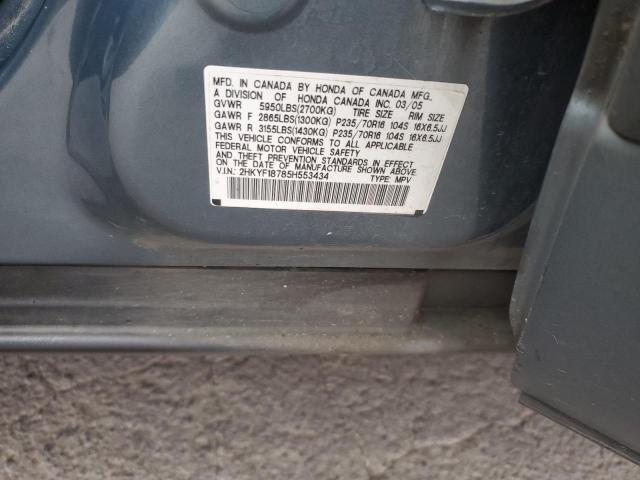 MFD. IN CANADA BY HONDA OF CANADA MFG.,
A DIVISION OF HONDA CANADA INC. 03/05
GVWR 5950LBS(2700KG) TIRE SIZE RIM SIZE
GAWR F 2865LBS(1300KG) P235/70R16 104S 16X6.5JJ
GAWR R 3155LBS(1430KG) P235/70R16 104S 16X6.5JJ
THIS VEHICLE CONFORMS TO ALL APPLICABLE
FEDERAL MOTOR VEHICLE SAFETY
AND THEFT PREVENTION STANDARDS IN EFFECT
ON THE DATE OF MANUFACTURE SHOWN ABOVE.
V.I.N.: 2HKYF18785H553434 TYPE: MPV